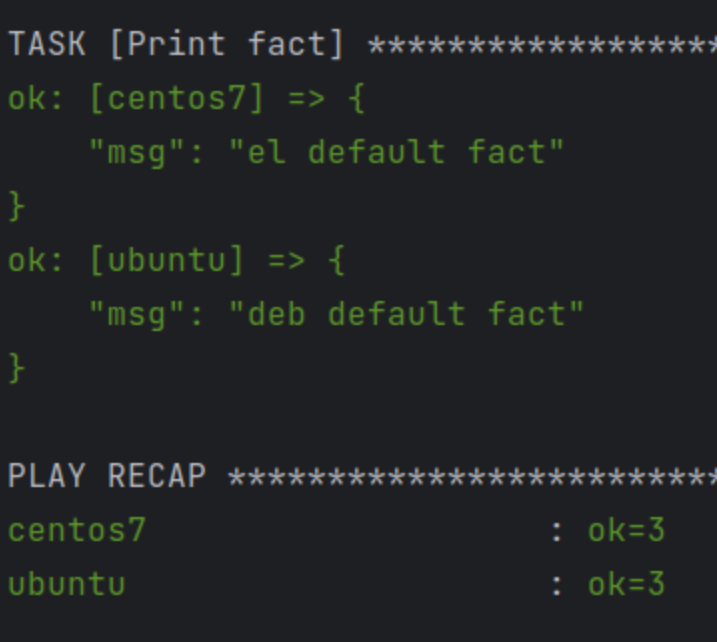 TASK [Print fact] ******************
ok: [centos7] => {
    "msg": "el default fact"
}
ok: [ubuntu] => {
    "msg": "deb default fact"
}
PLAY RECAP *************************
centos7                    : ok=3
ubuntu                     : ok=3